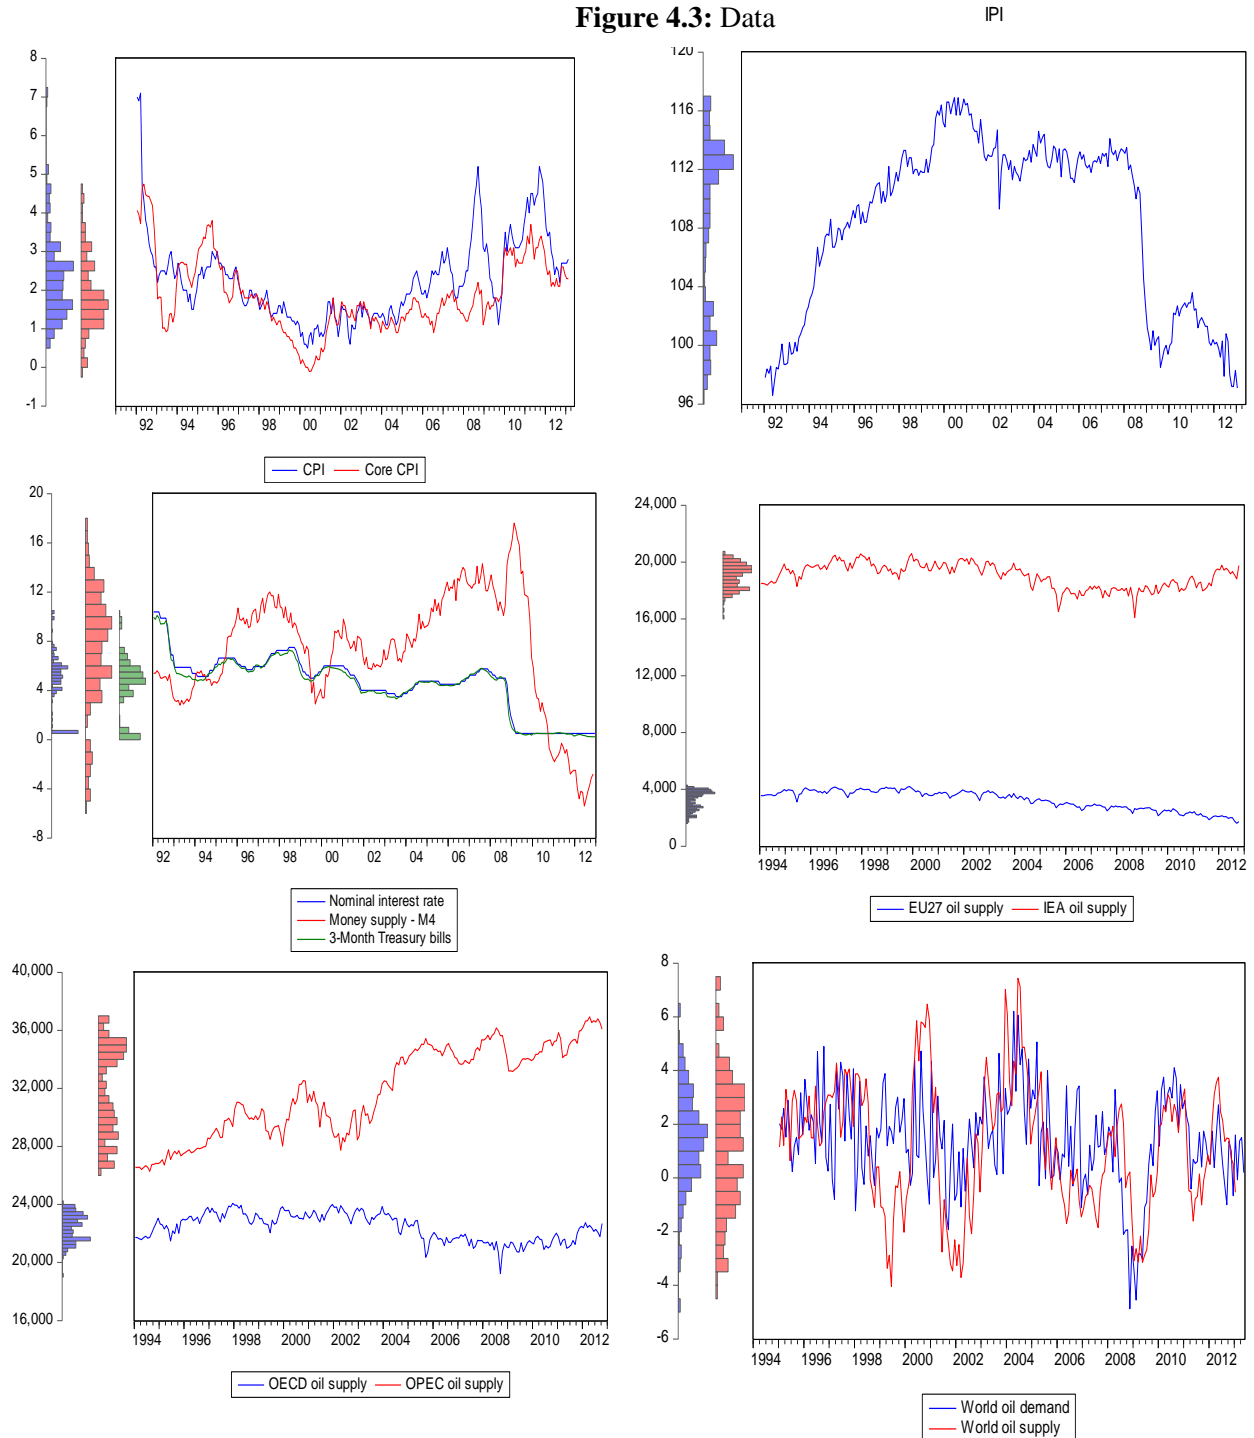 Figure 4.3: Data
IPI
8
7
6
5
4
3
2
1
0
-1
92 94 96 98 00 02 04 06 08 10 12
CPI Core CPI
120
116
112
108
104
100
96
92 94 96 98 00 02 04 06 08 10 12
20
16
12
8
4
0
-4
-8
92 94 96 98 00 02 04 06 08 10 12
Nominal interest rate
Money supply - M4
3-Month Treasury bills
24,000
20,000
16,000
12,000
8,000
4,000
0
1994 1996 1998 2000 2002 2004 2006 2008 2010 2012
EU27 oil supply IEA oil supply
40,000
36,000
32,000
28,000
24,000
20,000
16,000
1994 1996 1998 2000 2002 2004 2006 2008 2010 2012
OECD oil supply OPEC oil supply
8
6
4
2
0
-2
-4
-6
1994 1996 1998 2000 2002 2004 2006 2008 2010 2012
World oil demand
World oil supply